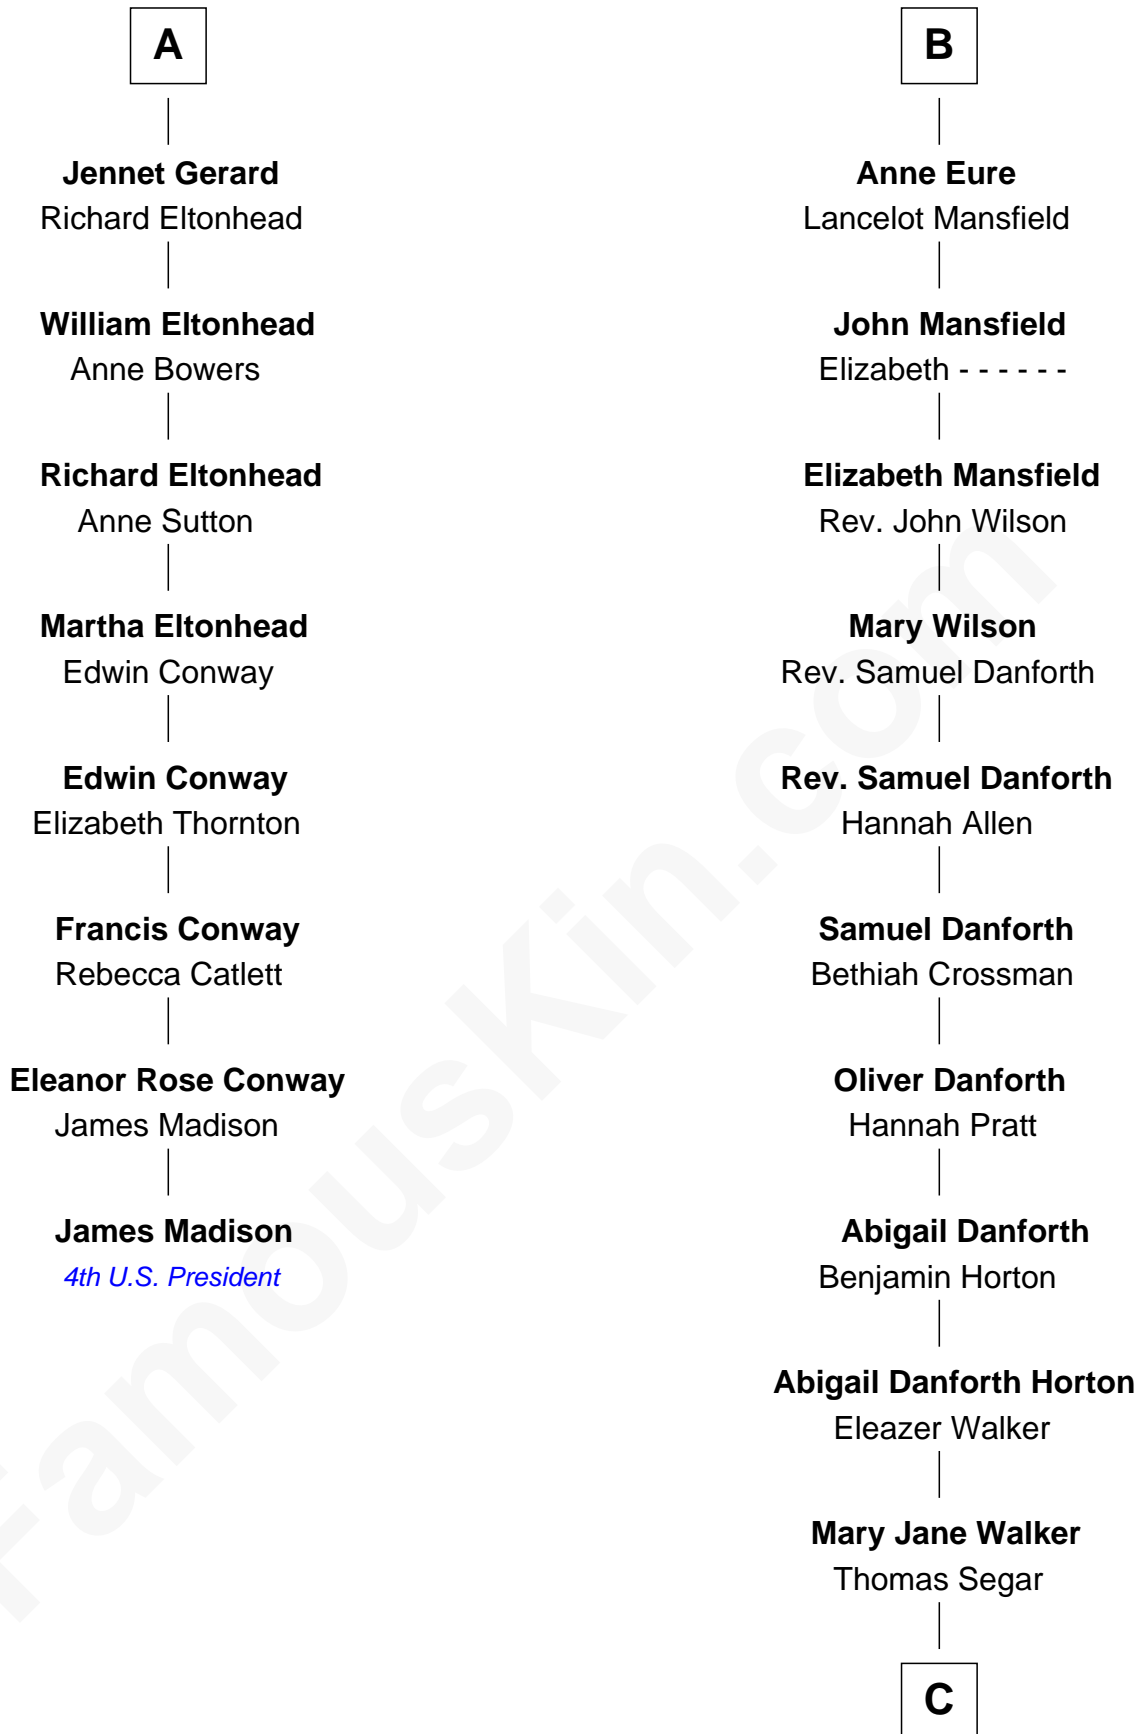 A
Jennet Gerard
Richard Eltonhead
William Eltonhead
Anne Bowers
Richard Eltonhead
Anne Sutton
Martha Eltonhead
Edwin Conway
Edwin Conway
Elizabeth Thornton
Francis Conway
Rebecca Catlett
Eleanor Rose Conway
James Madison
James Madison
4th U.S. President
B
Anne Eure
Lancelot Mansfield
John Mansfield
Elizabeth - - - - - -
Elizabeth Mansfield
Rev. John Wilson
Mary Wilson
Rev. Samuel Danforth
Rev. Samuel Danforth
Hannah Allen
Samuel Danforth
Bethiah Crossman
Oliver Danforth
Hannah Pratt
Abigail Danforth
Benjamin Horton
Abigail Danforth Horton
Eleazer Walker
Mary Jane Walker
Thomas Segar
C
FamousKin.com